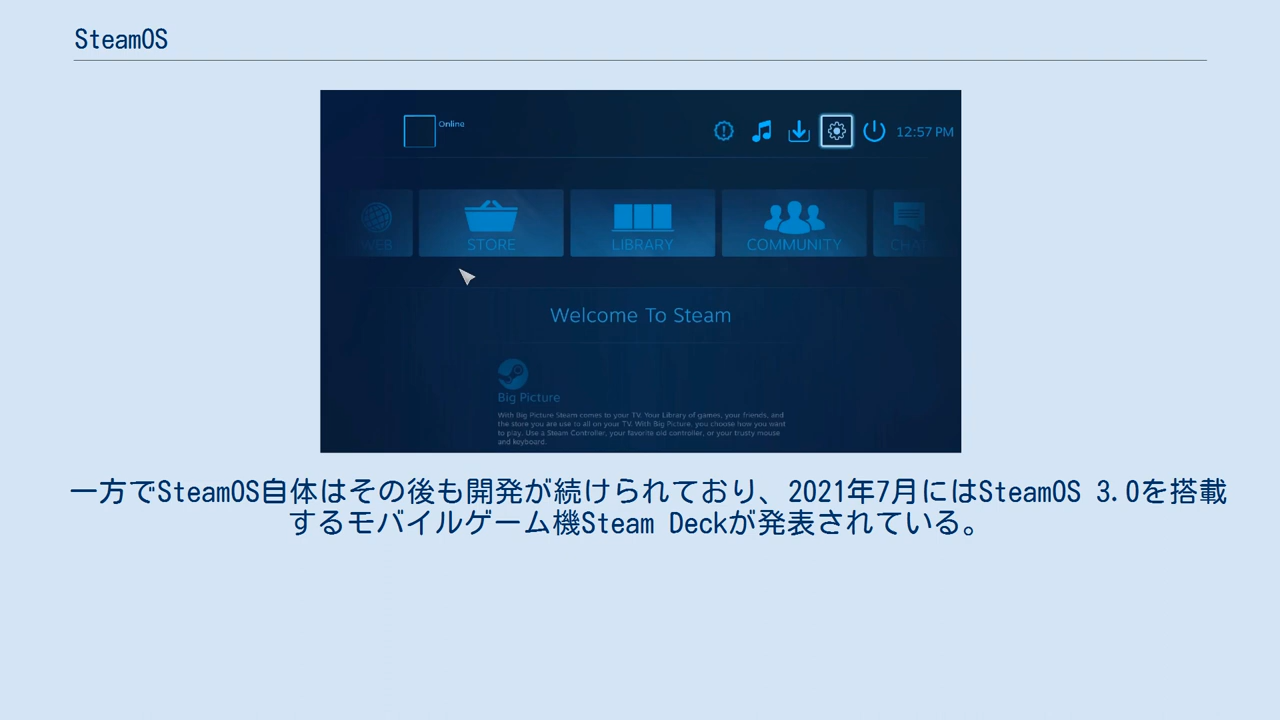 SteamOS
Online
12:57 PM
WEB
STORE
LIBRARY
COMMUNITY
CHAT
Welcome To Steam
Big Picture
With Big Picture Steam comes to your TV. Your Library of games, your friends, and
the store you are use to all on your TV. With Big Picture, you choose how you want
to play. Use a Steam Controller, your favorite old controller, or your trusty mouse
and keyboard.
一方でSteamOS自体はその後も開発が続けられており、2021年7月にはSteamOS 3.0を搭載
するモバイルゲーム機Steam Deckが発表されている。